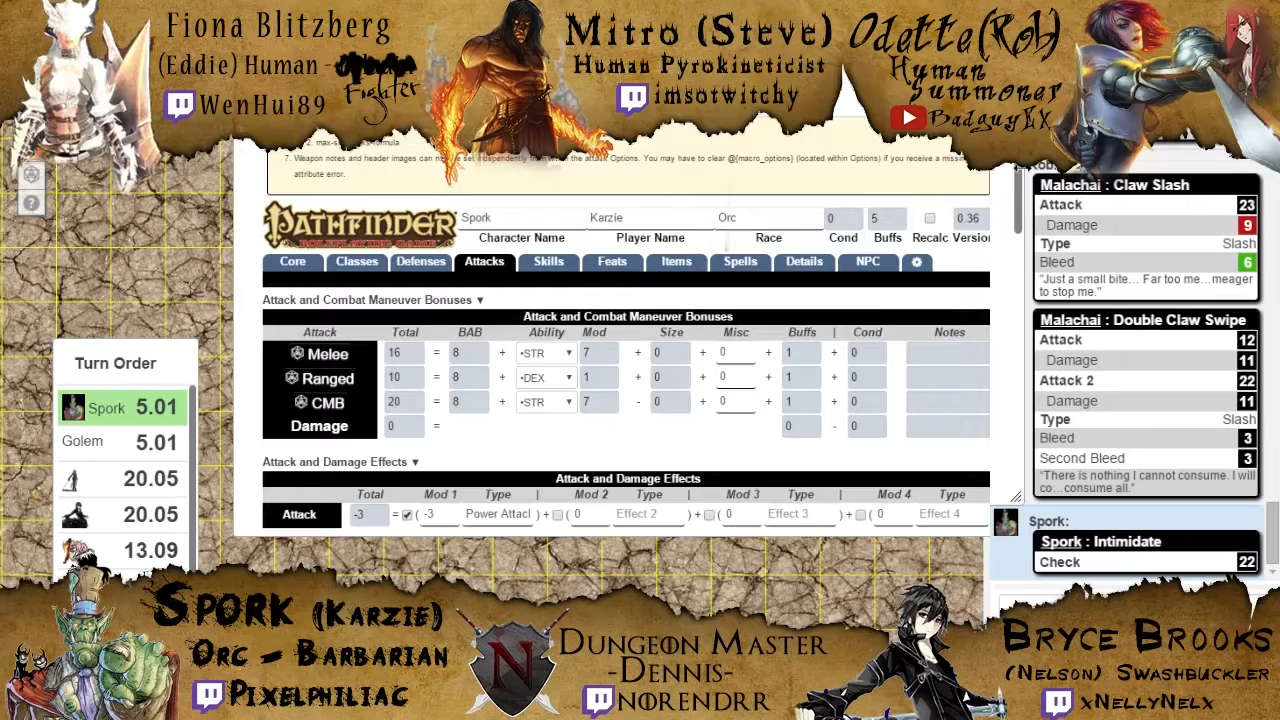 Fiona Blitzberg
(Eddie) Human -
Fighter
WenHui89
Mitro (Steve)
Human Pyrokineticist
imsotwitchy
Odette(Rob)
Human
Summoner
BadguyEX
7. Weapon notes and header images can
the attack Options. You may have to clear @{macro_options} (located within Options) if you receive a
attribute error.
PATHFINDER
ROLEPLAYING GAME
Spork Karzie Orc 0 5 0.36
Character Name Player Name Race Cond Buffs Recalc Version
Core Classes Defenses Attacks Skills Feats Items Spells Details NPC
Attack and Combat Maneuver Bonuses ▼
Attack and Combat Maneuver Bonuses
Attack Total BAB Ability Mod Size Misc Buffs | Cond Notes
Melee 16 = 8 + •STR ▼ 7 + 0 + 0 + 1 + 0
Ranged 10 = 8 + •DEX ▼ 1 + 0 + 0 + 1 + 0
CMB 20 = 8 + •STR ▼ 7 - 0 + 0 + 1 + 0
Damage 0 = 0 - 0
Attack and Damage Effects ▼
Attack and Damage Effects
Total Mod 1 Type | Mod 2 Type | Mod 3 Type | Mod 4 Type
Attack -3 = ( -3 Power Attacl ) + ( 0 Effect 2 ) + ( 0 Effect 3 ) + ( 0 Effect 4
Turn Order
Spork 5.01
Golem 5.01
20.05
20.05
13.09
Malachai : Claw Slash
Attack 23
Damage 9
Type Slash
Bleed 6
"Just a small bite... Far too me...meager
to stop me."
Malachai : Double Claw Swipe
Attack 12
Damage 11
Attack 2 22
Damage 11
Type Slash
Bleed 3
Second Bleed 3
"There is nothing I cannot consume. I will
co...consume all."
Spork:
Spork : Intimidate
Check 22
Spork (Karzie)
Orc - Barbarian
Pixelphiliac
N
Dungeon Master
-Dennis-
norendrr
Bryce Brooks
(Nelson) Swashbuckler
xNellyNelx